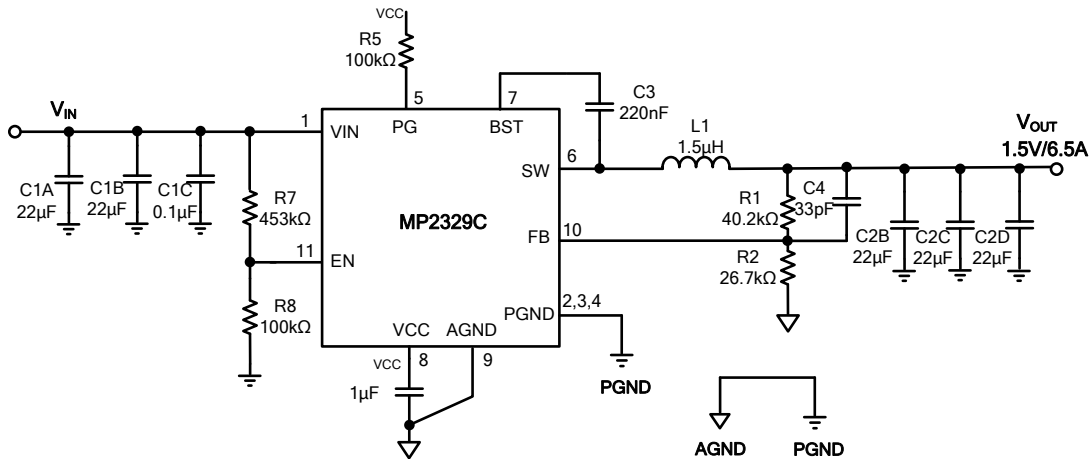 VCC
R5
100kΩ
5
7
C3
220nF
VIN
1
VIN
PG
BST
L1
1.5µH
VOUT
1.5V/6.5A
6
SW
C1A
22µF
C1B
22µF
C1C
0.1µF
R7
453kΩ
MP2329C
R1
40.2kΩ
C4
33pF
FB
10
C2B
22µF
C2C
22µF
C2D
22µF
11
EN
R2
26.7kΩ
R8
100kΩ
PGND
2,3,4
VCC
AGND
VCC
8
9
1µF
PGND
AGND
PGND